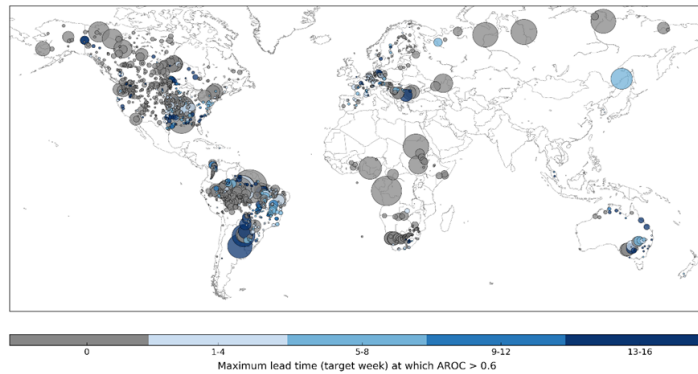 0 1-4 5-8 9-12 13-16
Maximum lead time (target week) at which AROC > 0.6